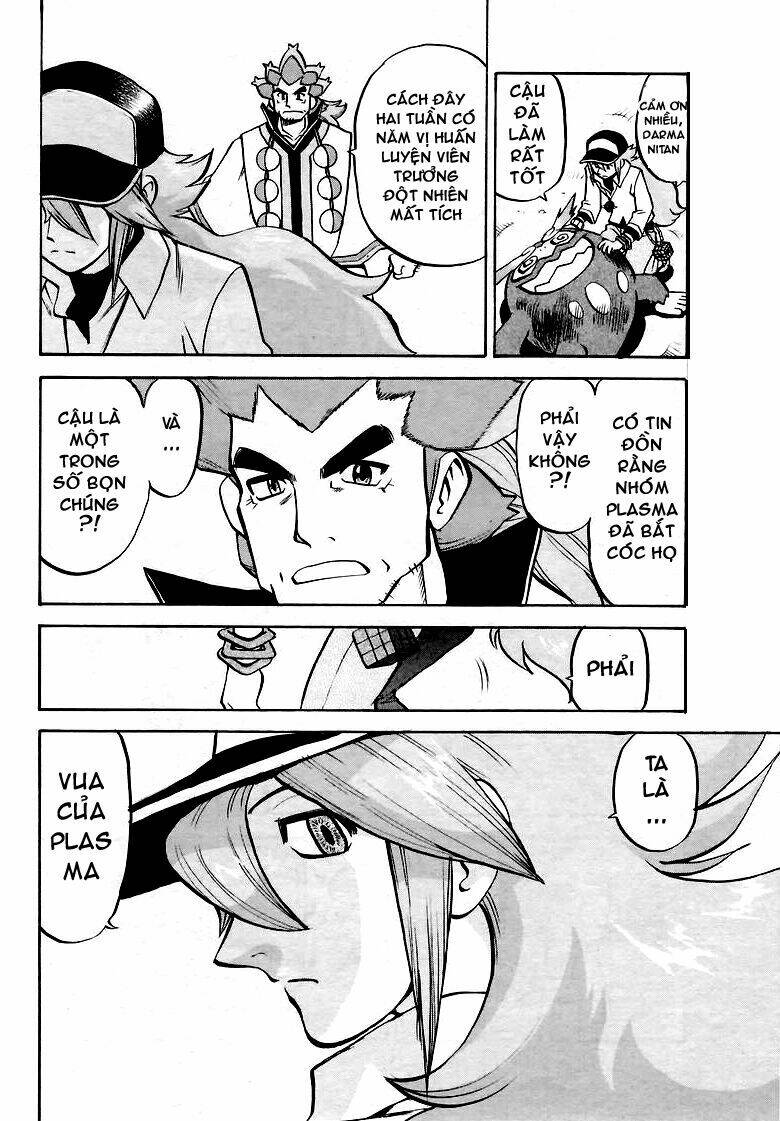 CẢM ƠN
NHIỀU,
DARMA
NITAN
CẬU
ĐÃ
LÀM
RẤT
TỐT
CÁCH ĐÂY
HAI TUẦN CÓ
NĂM VỊ HUẤN
LUYỆN VIÊN
TRƯỞNG
ĐỘT NHIÊN
MẤT TÍCH
CÓ TIN
ĐỒN
RẰNG
NHÓM
PLASMA
ĐÃ BẮT
CÓC HỌ
PHẢI
VẬY
KHÔNG
?!
VÀ
...
CẬU LÀ
MỘT
TRONG
SỐ BỌN
CHÚNG
?!
PHẢI
TA
LÀ
...
VUA
CỦA
PLAS
MA